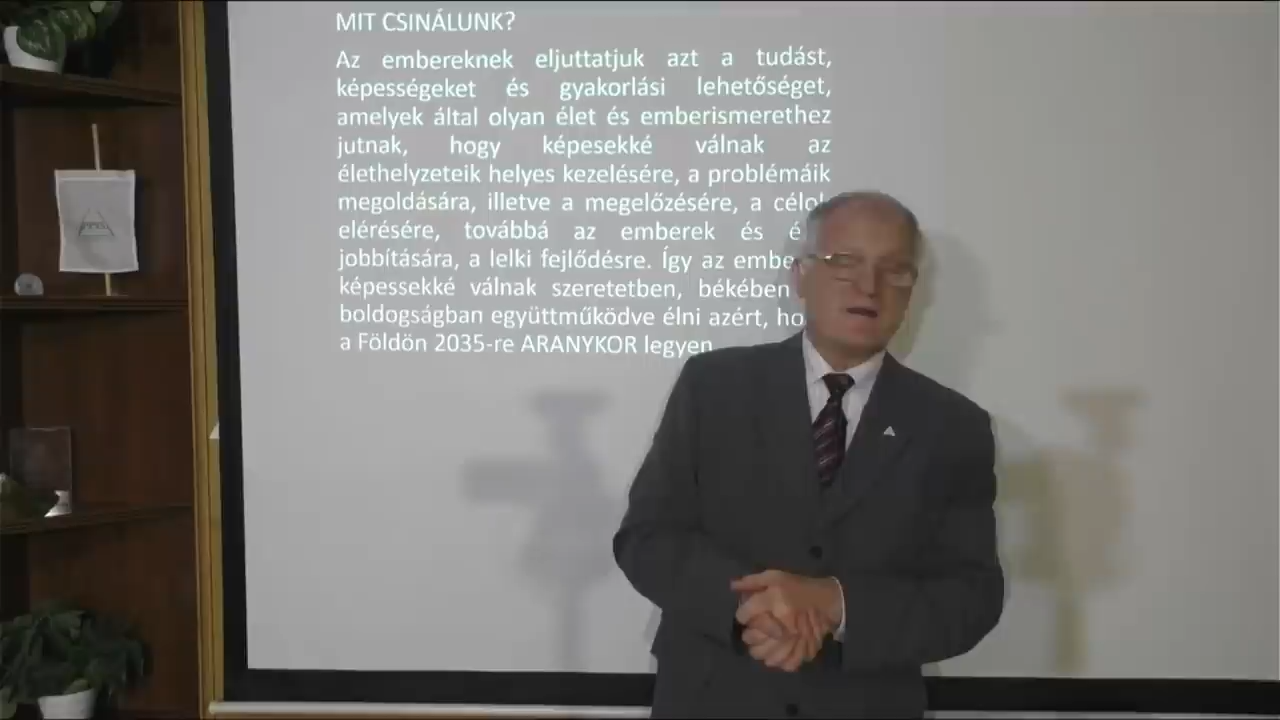 MIT CSINÁLUNK?
Az embereknek eljuttatjuk azt a tudást,
képességeket és gyakorlási lehetőséget,
amelyek által olyan élet és emberismerethez
jutnak, hogy képesekké válnak az
élethelyzeteik helyes kezelésére, a problémáik
megoldására, illetve a megelőzésére, a célok
elérésére, továbbá az emberek és
jobbítására, a lelki fejlődésre. Így az
képessekké válnak szeretetben, békében
boldogságban együttműködve élni azért,
a Földön 2035-re ARANYKOR legyen